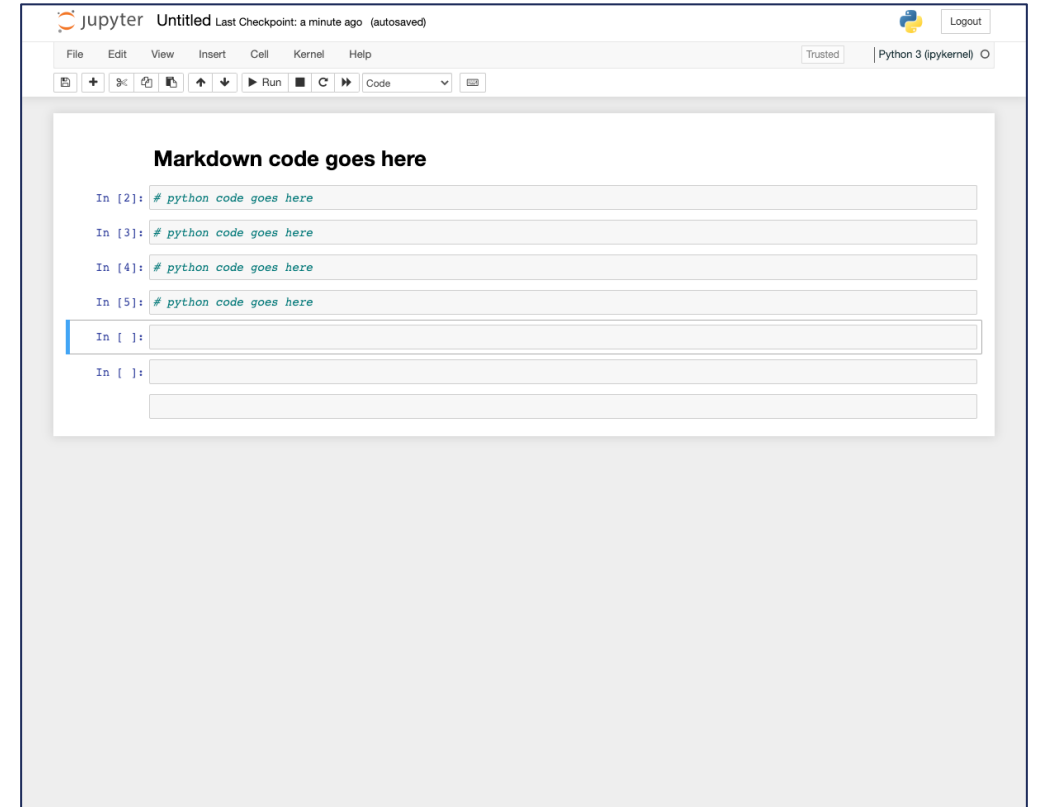 jupyter Untitled Last Checkpoint: a minute ago (autosaved) Logout
File Edit View Insert Cell Kernel Help Trusted Python 3 (ipykernel)
Run Code
Markdown code goes here
In [2]: # python code goes here
In [3]: # python code goes here
In [4]: # python code goes here
In [5]: # python code goes here
In [ ]:
In [ ]: